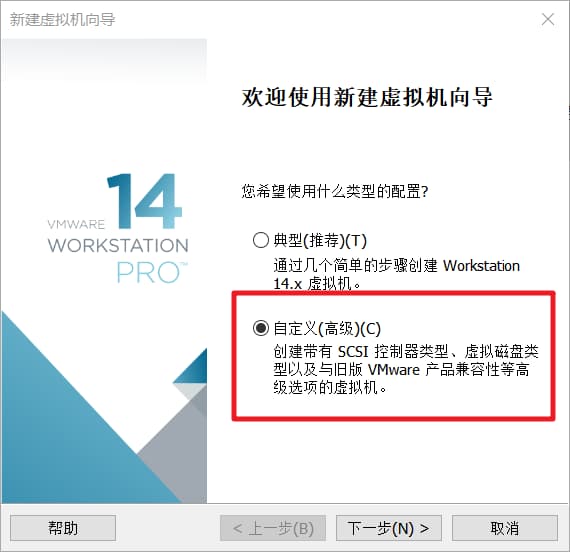 新建虚拟机向导
VMWARE 14
WORKSTATION
PRO™
欢迎使用新建虚拟机向导
您希望使用什么类型的配置?
典型(推荐)(T)
通过几个简单的步骤创建 Workstation
14.x 虚拟机。
自定义(高级)(C)
创建带有 SCSI 控制器类型、虚拟磁盘类
型以及与旧版 VMware 产品兼容性等高
级选项的虚拟机。
帮助
< 上一步(B)
下一步(N) >
取消